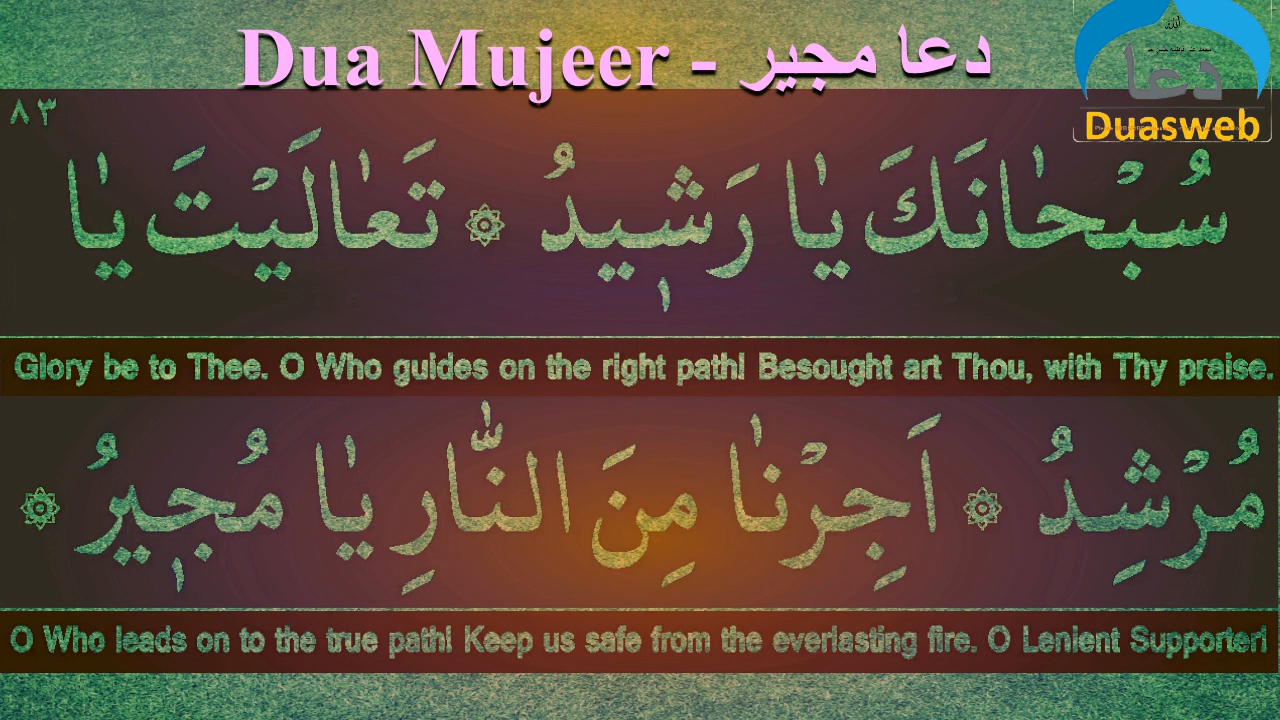 Dua Mujeer - دعا مجير
دعا
Duasweb
٨٣
سُبْحٰانَكَ يٰا رَشيدُ ۞ تَعٰالَيْتَ يٰا
Glory be to Thee. O Who guides on the right path! Besought art Thou, with Thy praise.
مُرْشِدُ ۞ اَجِرْنٰا مِنَ النّٰارِ يٰا مُجيرُ ۞
O Who leads on to the true path! Keep us safe from the everlasting fire. O Lenient Supporter!